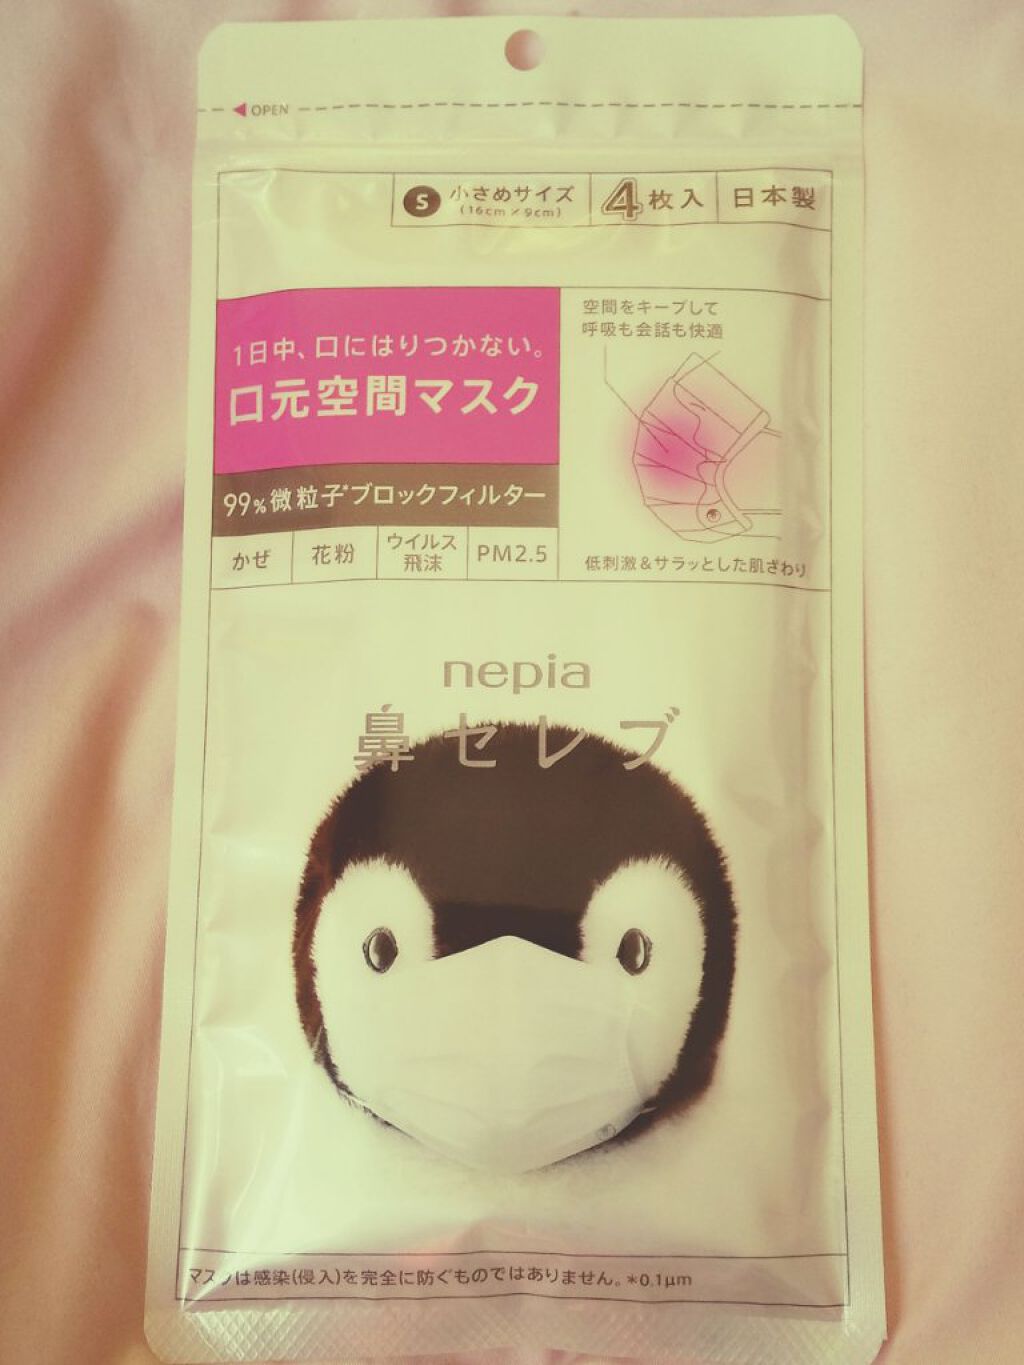 OPEN
S 小さめサイズ
(16cm×9cm)
4枚入
日本製
1日中、口にはりつかない。
口元空間マスク
99%微粒子*ブロックフィルター
かぜ
花粉
ウイルス
飛沫
PM2.5
空間をキープして
呼吸も会話も快適
低刺激&サラッとした肌ざわり
nepia
鼻セレブ
マスクは感染(侵入)を完全に防ぐものではありません。*0.1μm